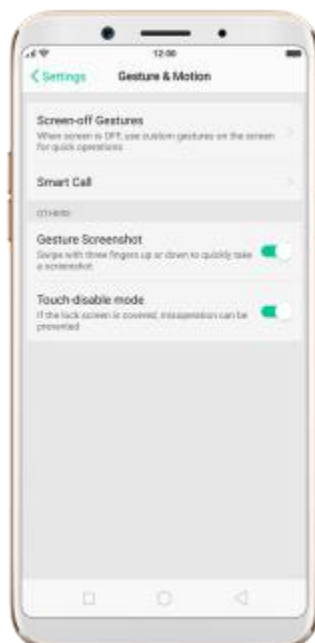 12:00
Settings
Gesture & Motion
Screen-off Gestures
When screen is OFF, use custom gestures on the screen
for quick operations
Smart Call
OTHERS
Gesture Screenshot
Swipe with three fingers up or down to quickly take
a screenshot
Touch-disable mode
If the lock screen is covered, misoperation can be
prevented